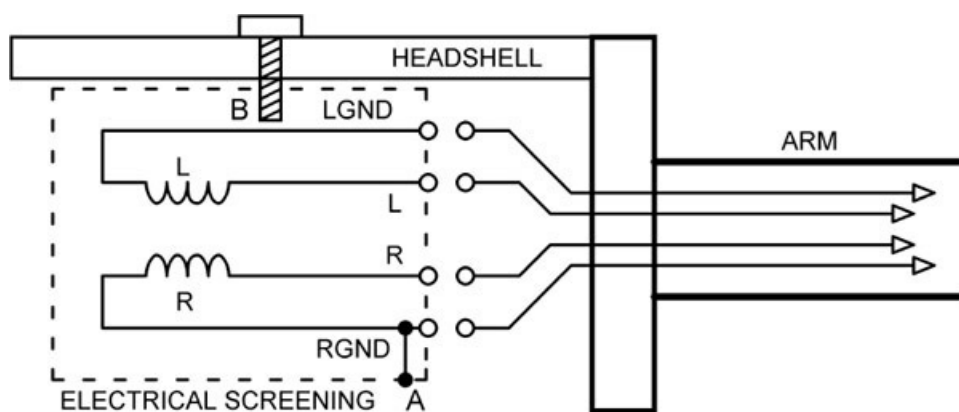 HEADSHELL
B
LGND
ARM
L
L
R
R
RGND
A
ELECTRICAL SCREENING